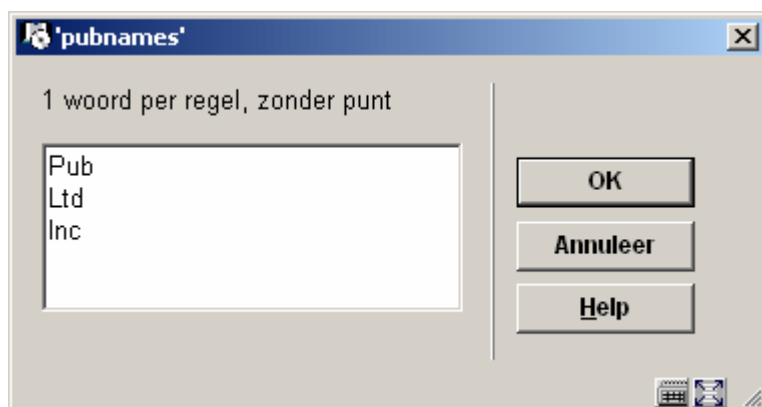 'pubnames'
1 woord per regel, zonder punt
Pub
Ltd
Inc
OK
Annuleer
Help